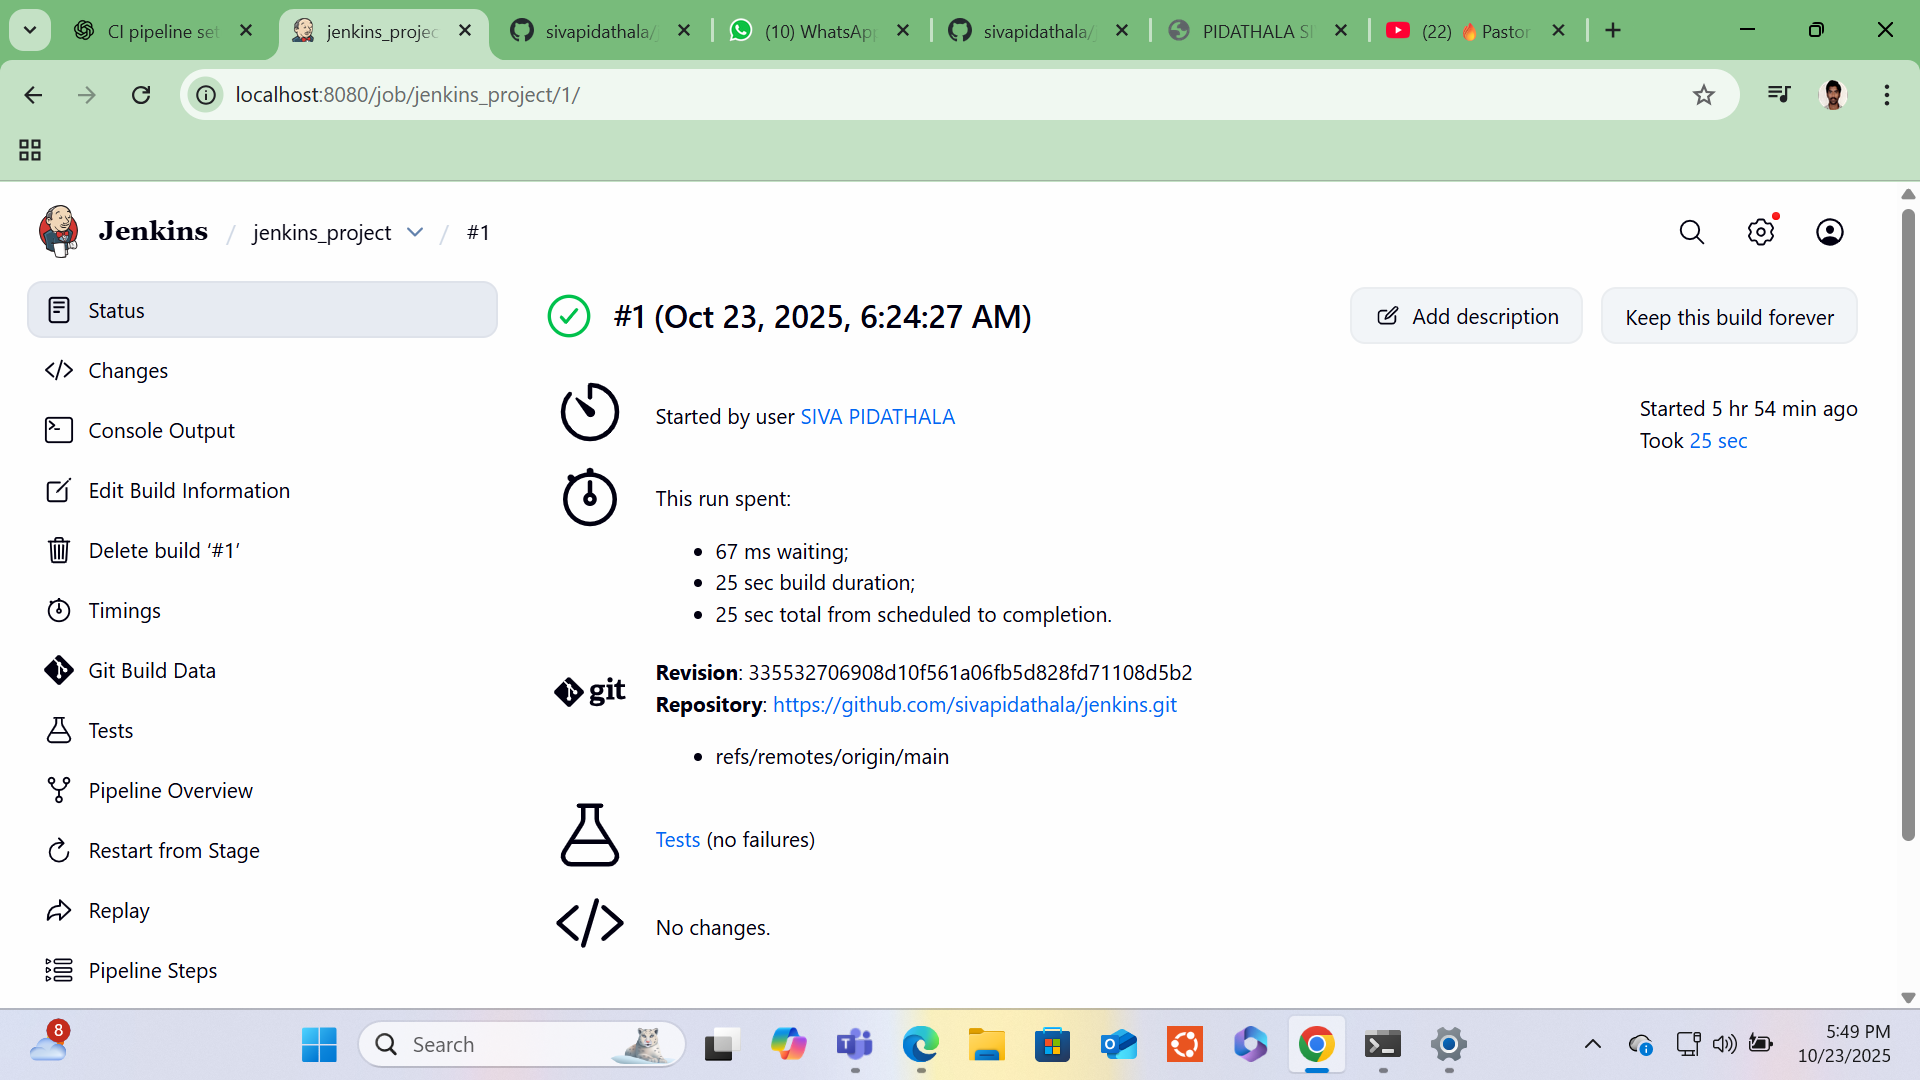 CI pipeline set
jenkins_projec
sivapidathala/j
(10) WhatsApp
sivapidathala/j
PIDATHALA SI
(22) 🔥Pastor
localhost:8080/job/jenkins_project/1/
Jenkins / jenkins_project / #1
Status
Changes
Console Output
Edit Build Information
Delete build ‘#1’
Timings
Git Build Data
Tests
Pipeline Overview
Restart from Stage
Replay
Pipeline Steps
#1 (Oct 23, 2025, 6:24:27 AM)
Add description
Keep this build forever
Started by user SIVA PIDATHALA
Started 5 hr 54 min ago
Took 25 sec
This run spent:
• 67 ms waiting;
• 25 sec build duration;
• 25 sec total from scheduled to completion.
git
Revision: 335532706908d10f561a06fb5d828fd71108d5b2
Repository: https://github.com/sivapidathala/jenkins.git
• refs/remotes/origin/main
Tests (no failures)
No changes.
8
Search
5:49 PM
10/23/2025